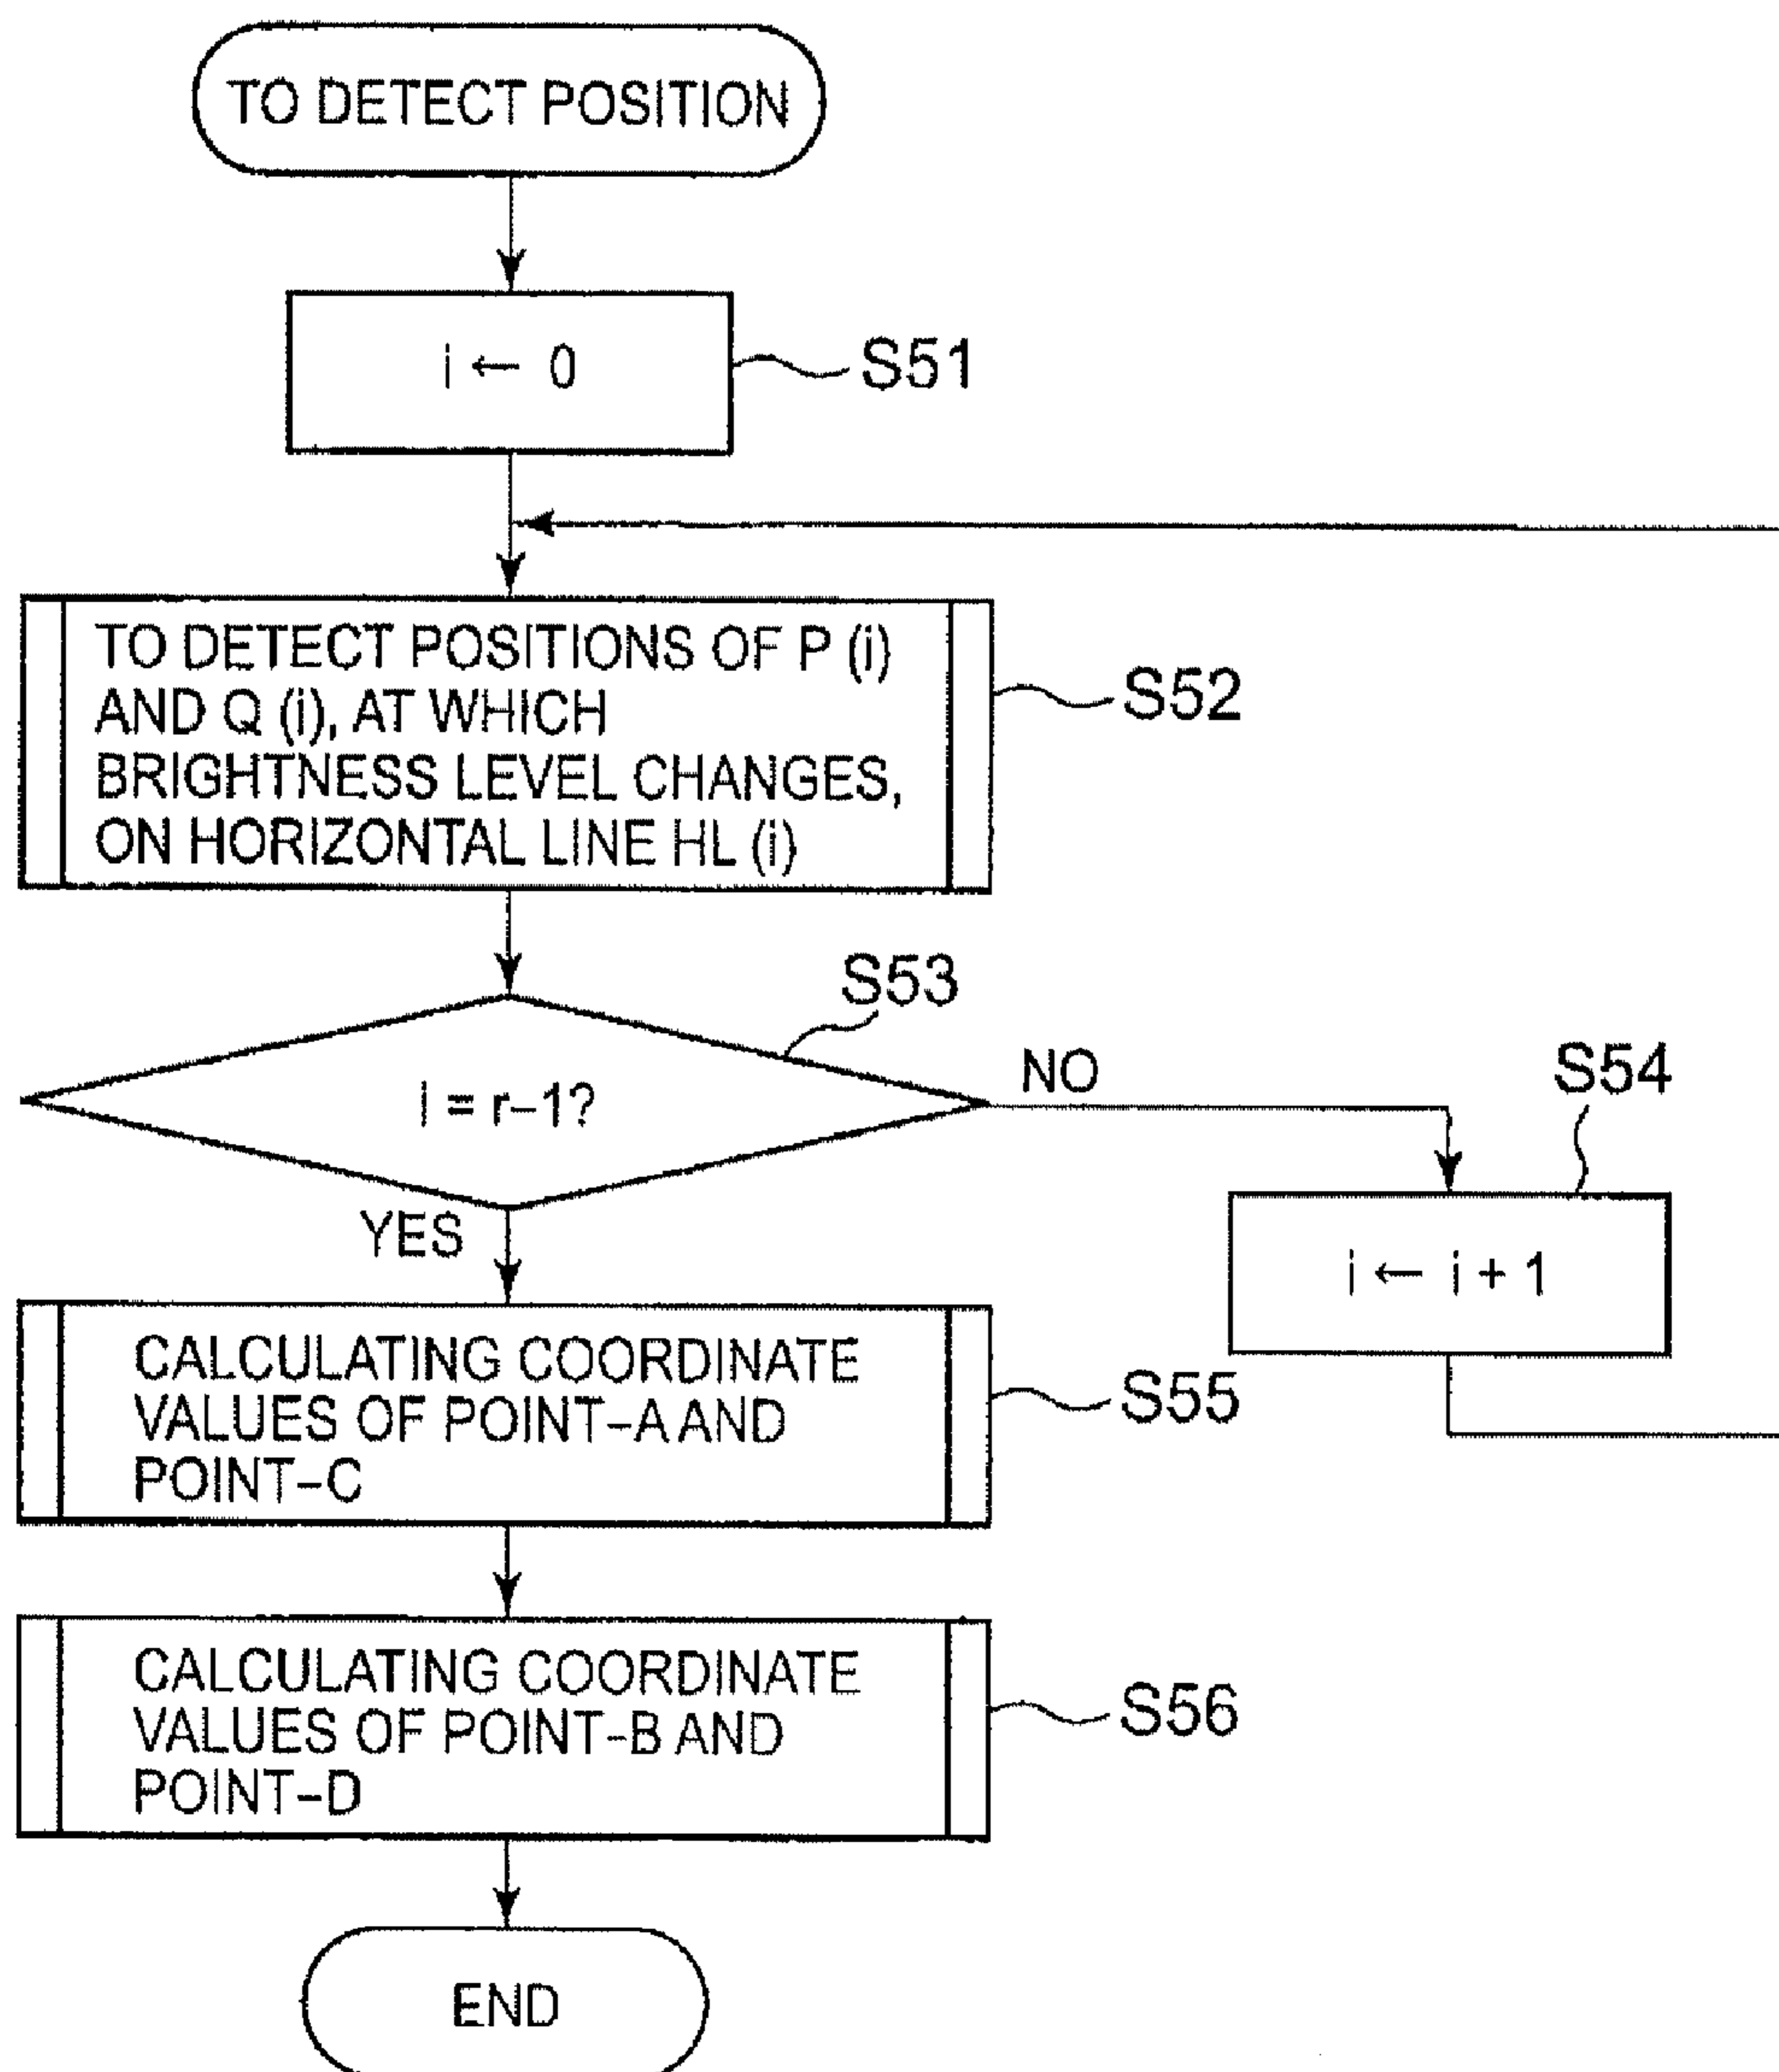 TO DETECT POSITION
i ← 0
S51
TO DETECT POSITIONS OF P (i)
AND Q (i), AT WHICH
BRIGHTNESS LEVEL CHANGES,
ON HORIZONTAL LINE HL (i)
S52
S53
I = r–1?
NO
YES
S54
i ← i + 1
CALCULATING COORDINATE
VALUES OF POINT–A AND
POINT–C
S55
CALCULATING COORDINATE
VALUES OF POINT–B AND
POINT–D
S56
END